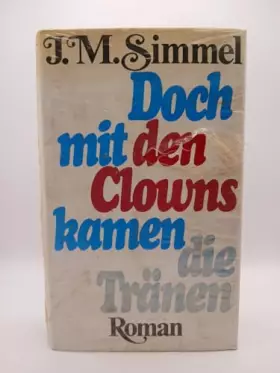 J.M.Simmel
Doch
mit den
Clowns
kamen
die
Tränen
Roman